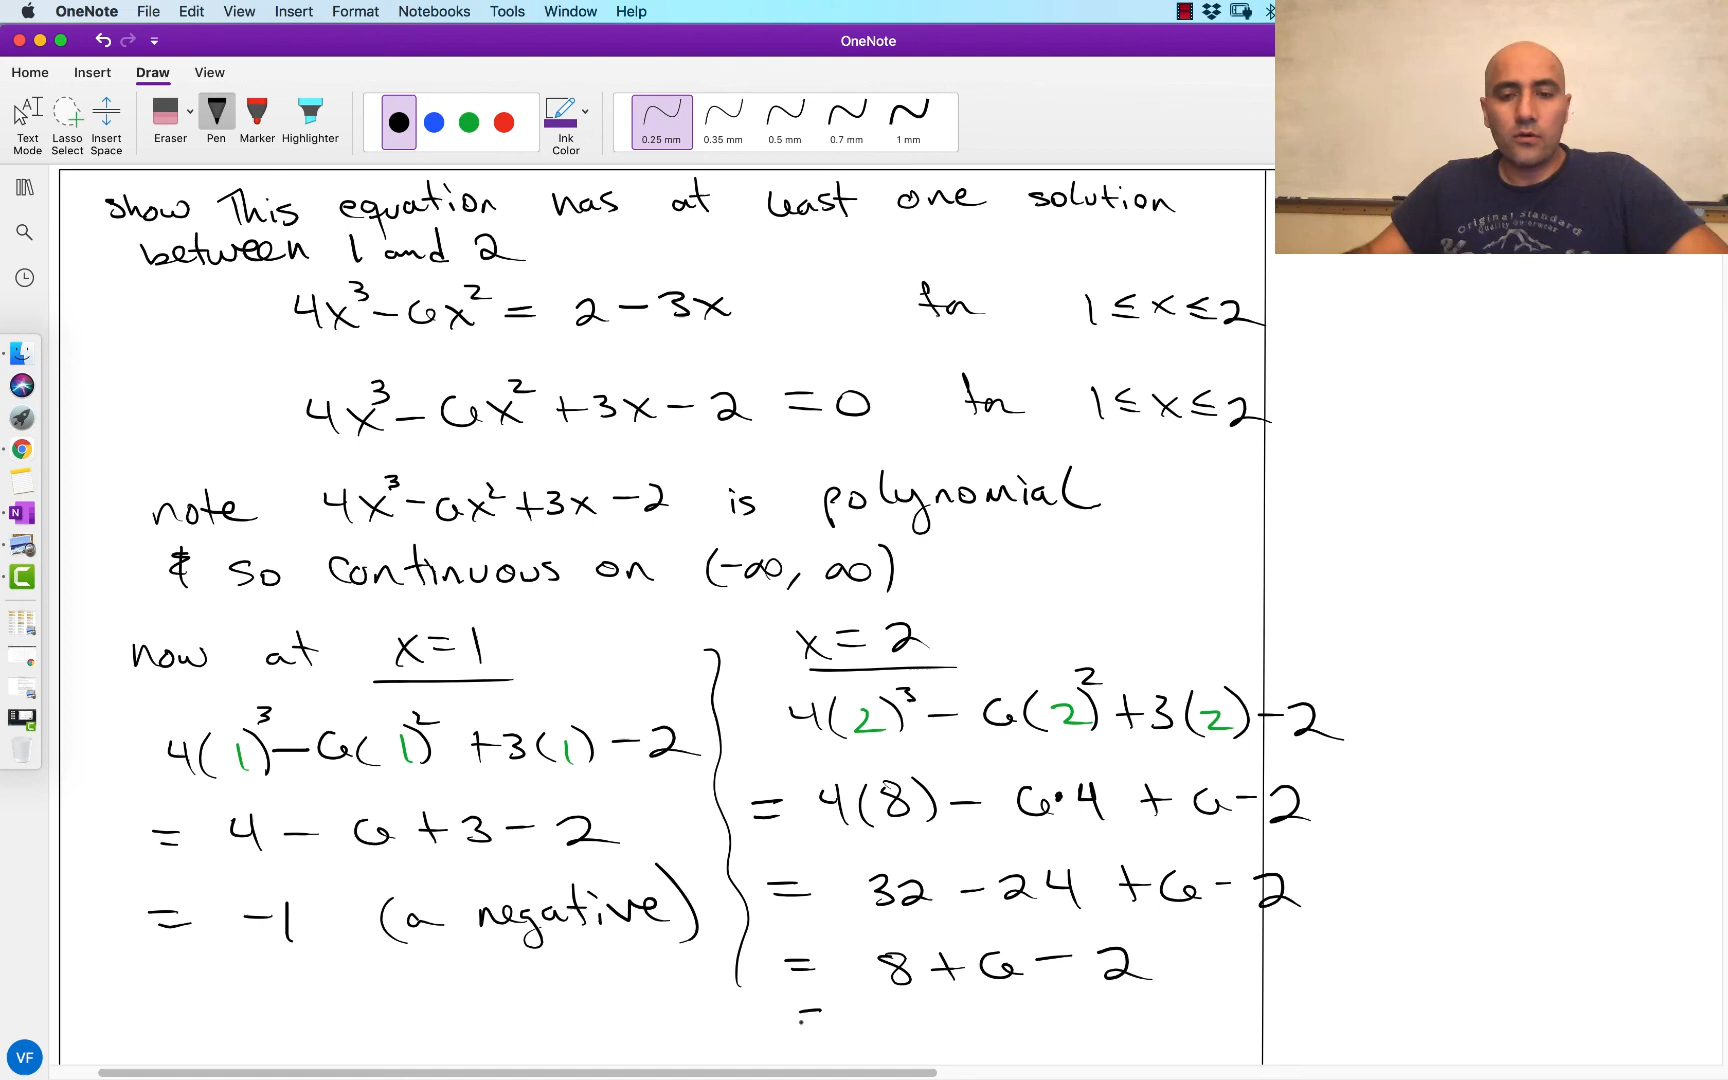 OneNote File Edit View Insert Format Notebooks Tools Window Help
OneNote
Home Insert Draw View
Text Mode
Lasso Select
Insert Space
Eraser
Pen
Marker
Highlighter
Ink Color
0.25 mm 0.35 mm 0.5 mm 0.7 mm 1 mm
Original Standard
Quality Outerwear
show This equation has at least one solution
between 1 and 2
4x³ - 6x² = 2 - 3x for 1 ≤ x ≤ 2
4x³ - 6x² + 3x - 2 = 0 for 1 ≤ x ≤ 2
note 4x³ - 6x² + 3x - 2 is polynomial
& so continuous on (-∞, ∞)
now at x = 1
4(1)³ - 6(1)² + 3(1) - 2
= 4 - 6 + 3 - 2
= -1 (a negative)
x = 2
4(2)³ - 6(2)² + 3(2) - 2
= 4(8) - 6•4 + 6 - 2
= 32 - 24 + 6 - 2
= 8 + 6 - 2
=
VF